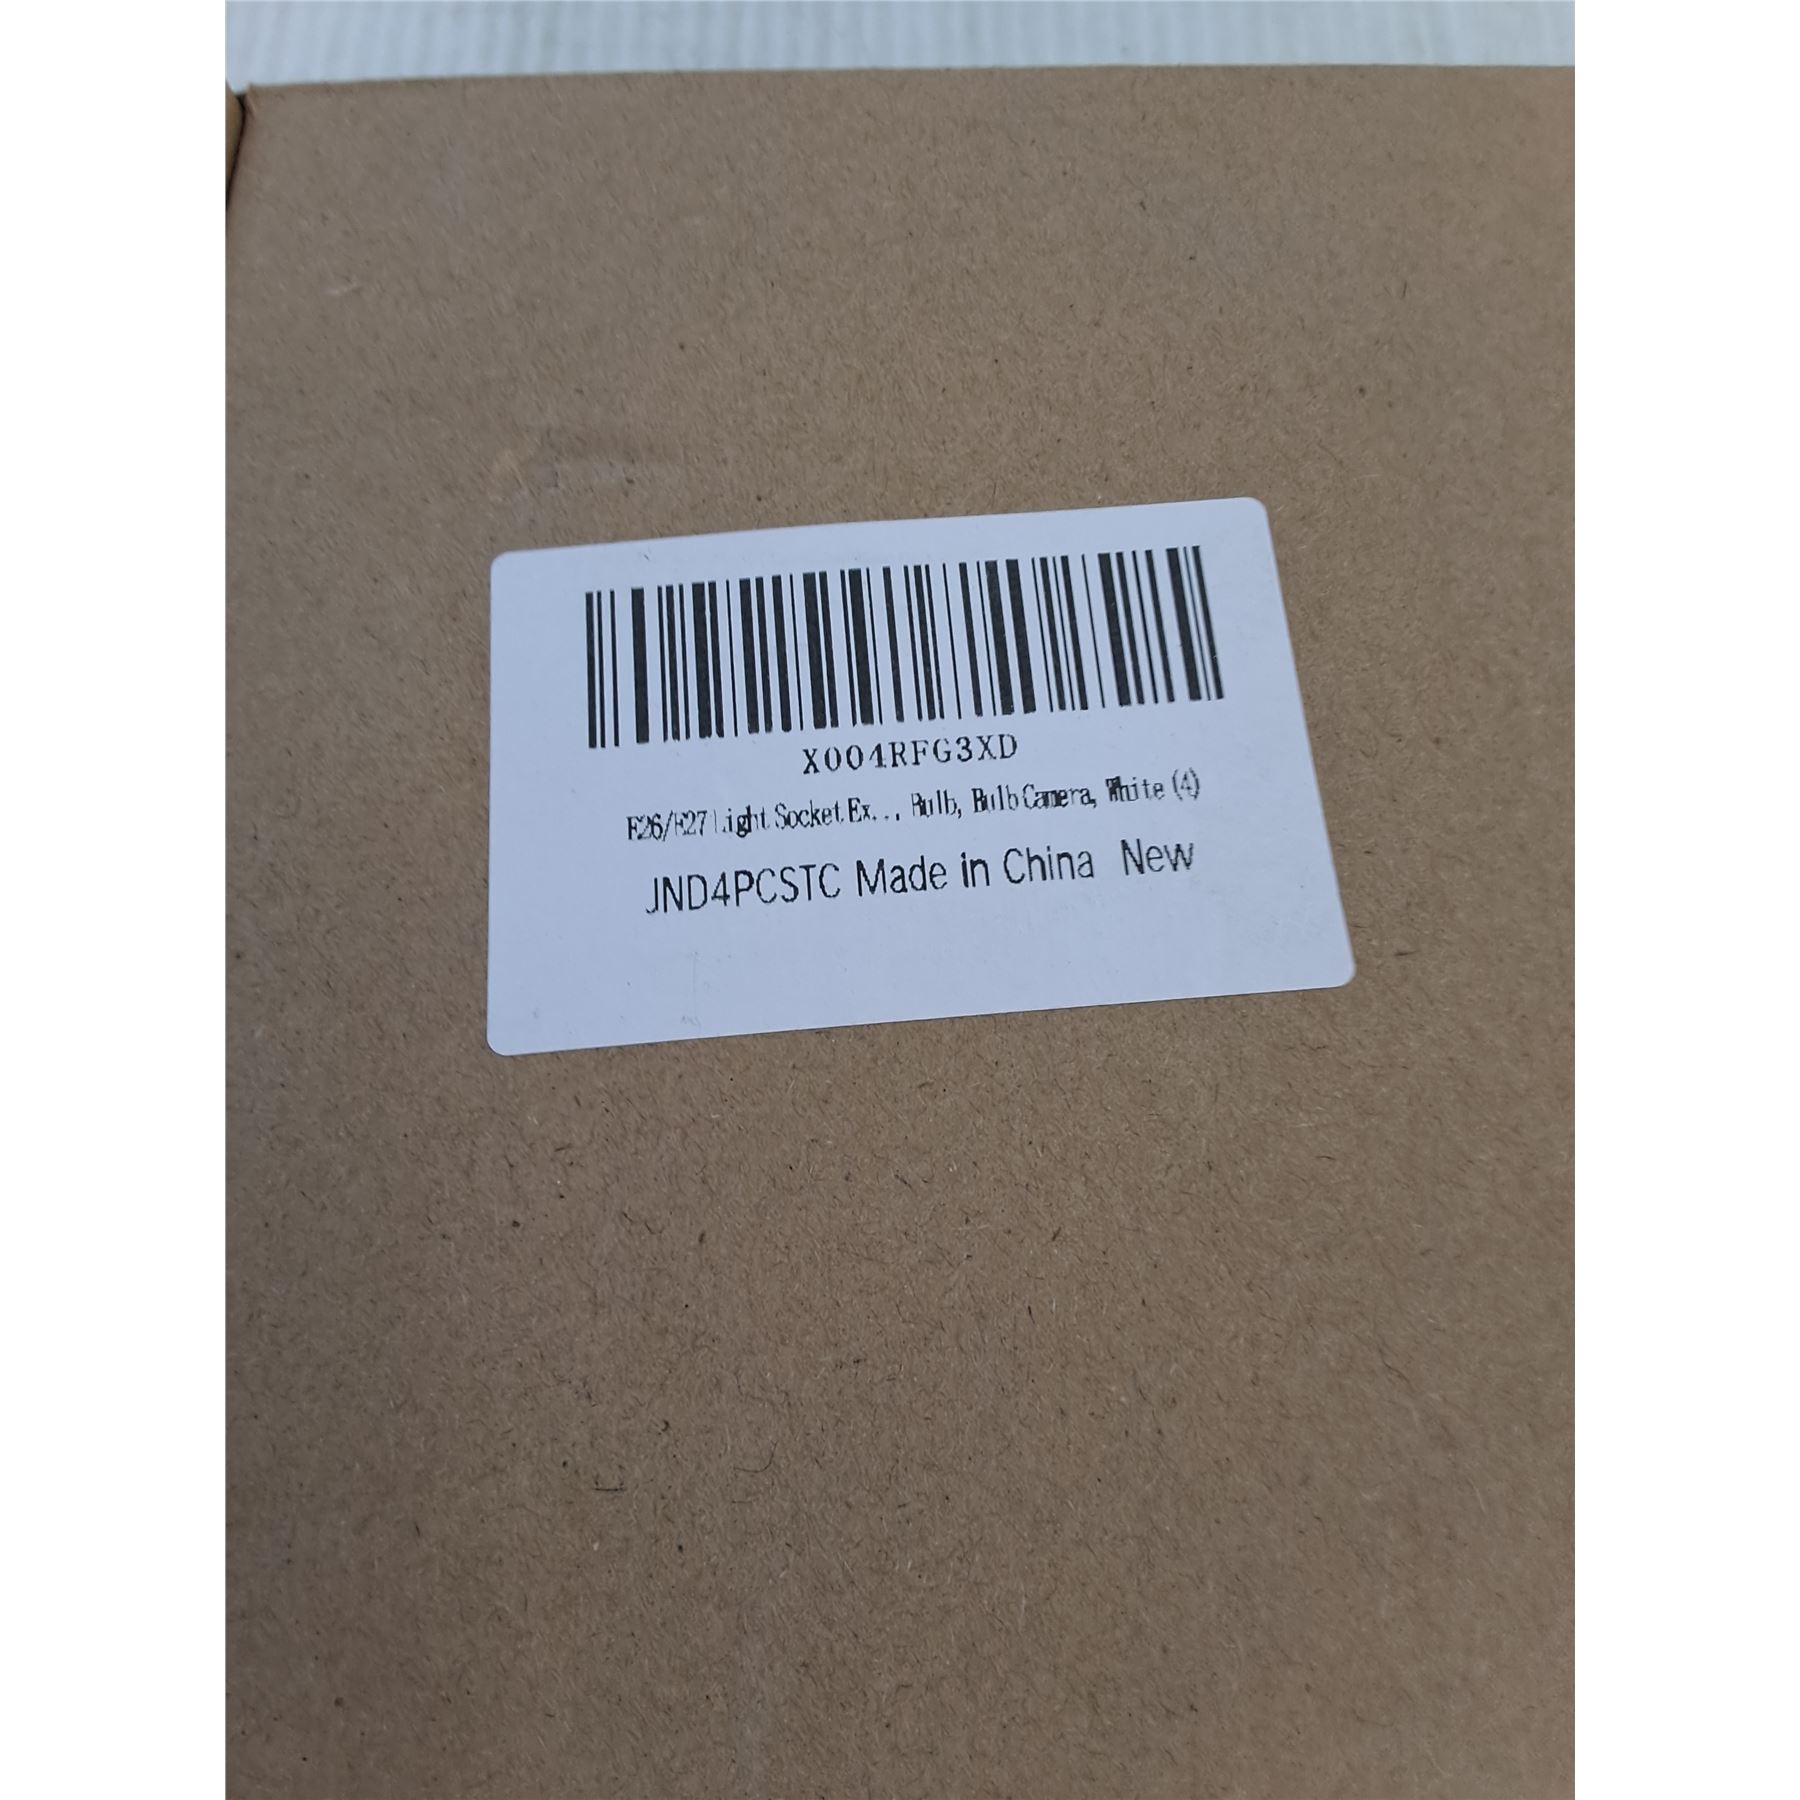 X004RFG3XD
E26/E27 Light Socket Ex..., Bulb, Bulb Camera, White (4)
JND4PCSTC Made in China New